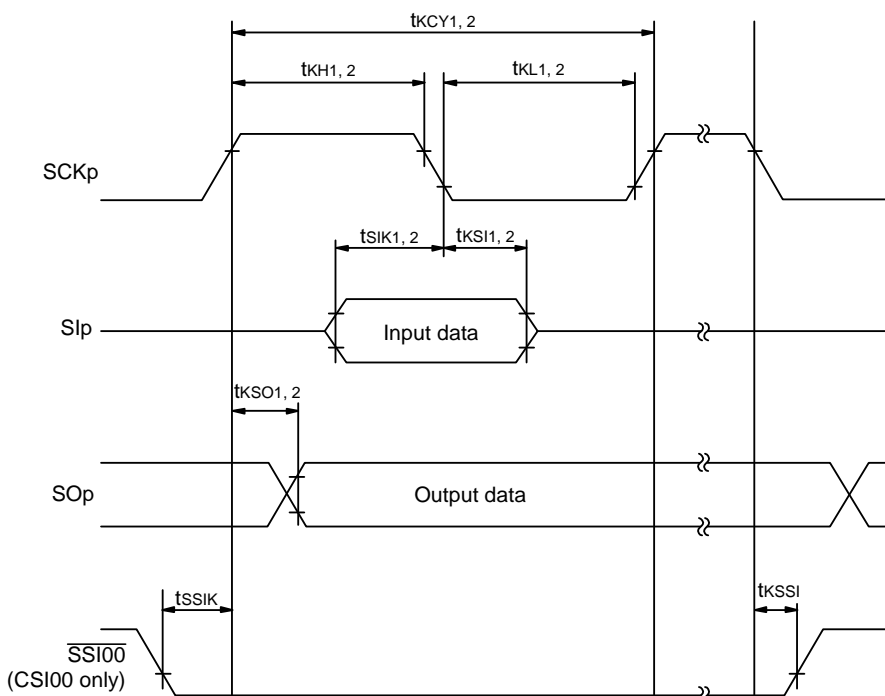 tKCY1, 2
tKH1, 2
tKL1, 2
SCKp
tSIK1, 2
tKSI1, 2
SIp
Input data
tKSO1, 2
SOp
Output data
tSSIK
tKSSI
SSI00
(CSI00 only)